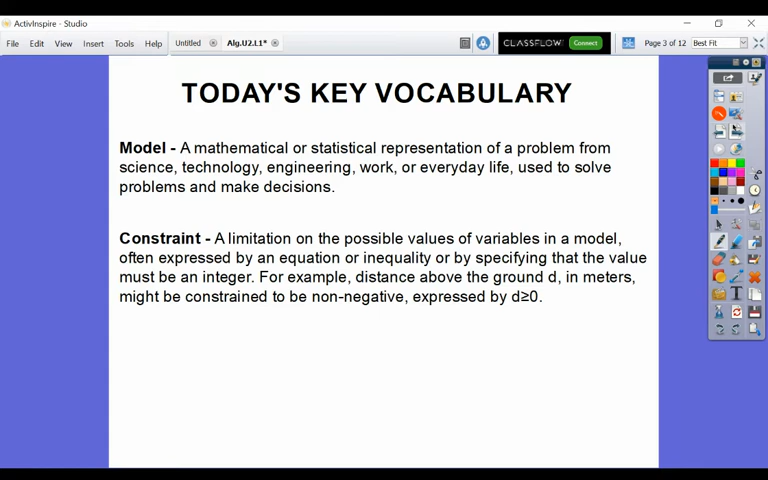 ActivInspire - Studio
File Edit View Insert Tools Help
Untitled
Alg.U2.L1*
CLASSFLOW Connect
Page 3 of 12
Best Fit
TODAY'S KEY VOCABULARY
Model - A mathematical or statistical representation of a problem from
science, technology, engineering, work, or everyday life, used to solve
problems and make decisions.
Constraint - A limitation on the possible values of variables in a model,
often expressed by an equation or inequality or by specifying that the value
must be an integer. For example, distance above the ground d, in meters,
might be constrained to be non-negative, expressed by d≥0.
T